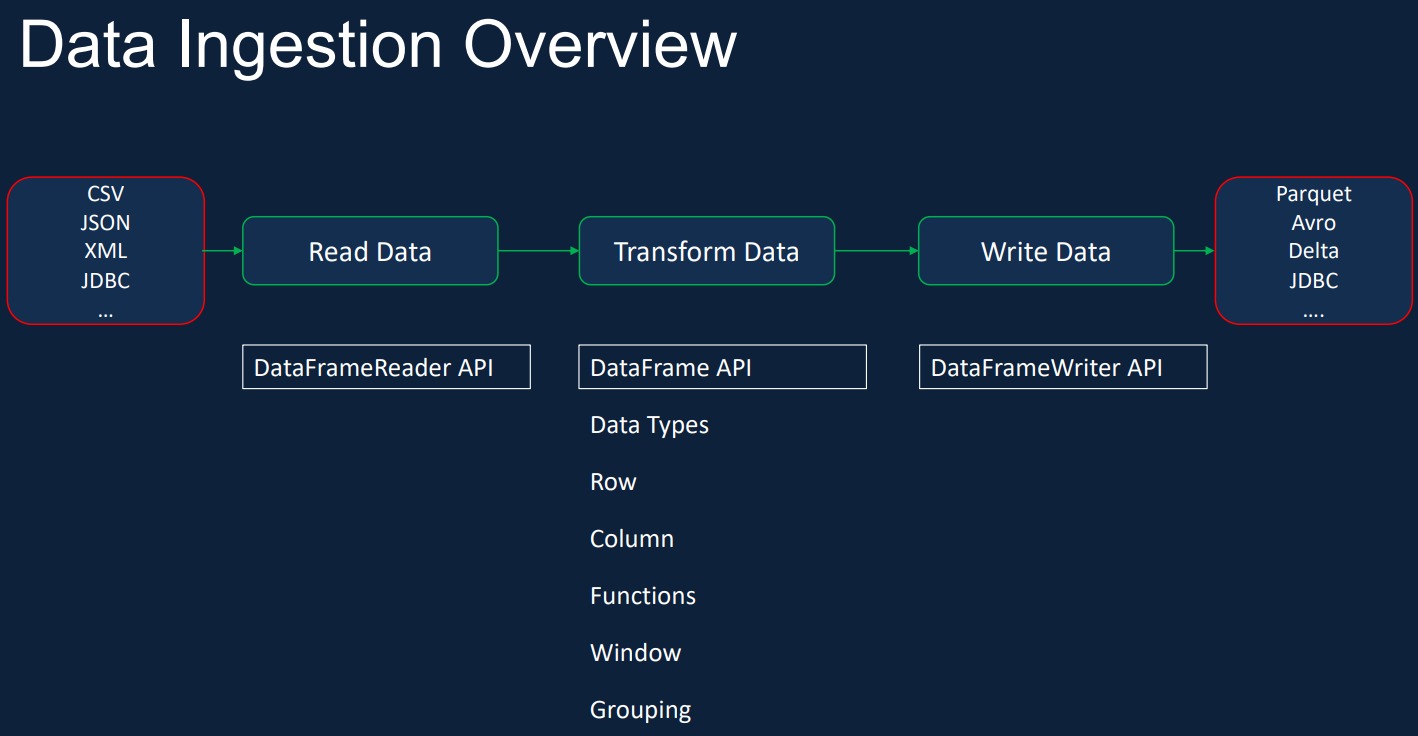 Data Ingestion Overview
CSV
JSON
XML
JDBC
...
Read Data
Transform Data
Write Data
Parquet
Avro
Delta
JDBC
....
DataFrameReader API
DataFrame API
DataFrameWriter API
Data Types
Row
Column
Functions
Window
Grouping